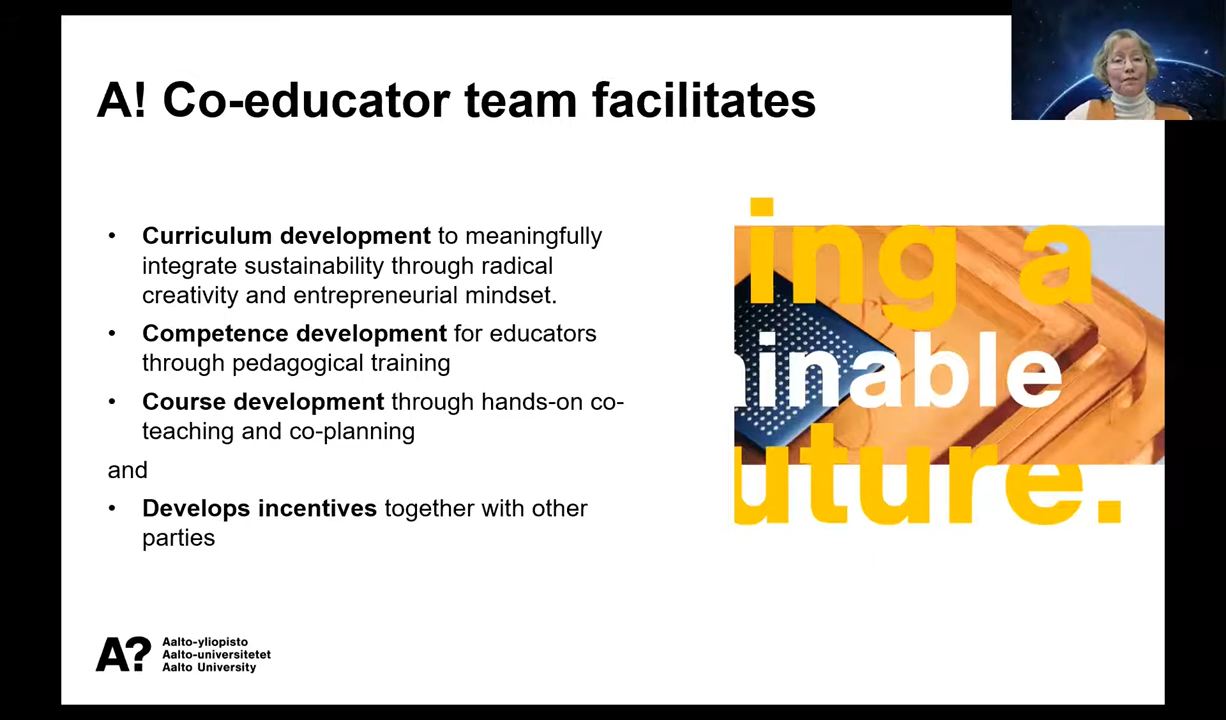 A! Co-educator team facilitates
• Curriculum development to meaningfully
integrate sustainability through radical
creativity and entrepreneurial mindset.
• Competence development for educators
through pedagogical training
• Course development through hands-on co-
teaching and co-planning
and
• Develops incentives together with other
parties
ing a
inable
uture.
A? Aalto-yliopisto
Aalto-universitetet
Aalto University